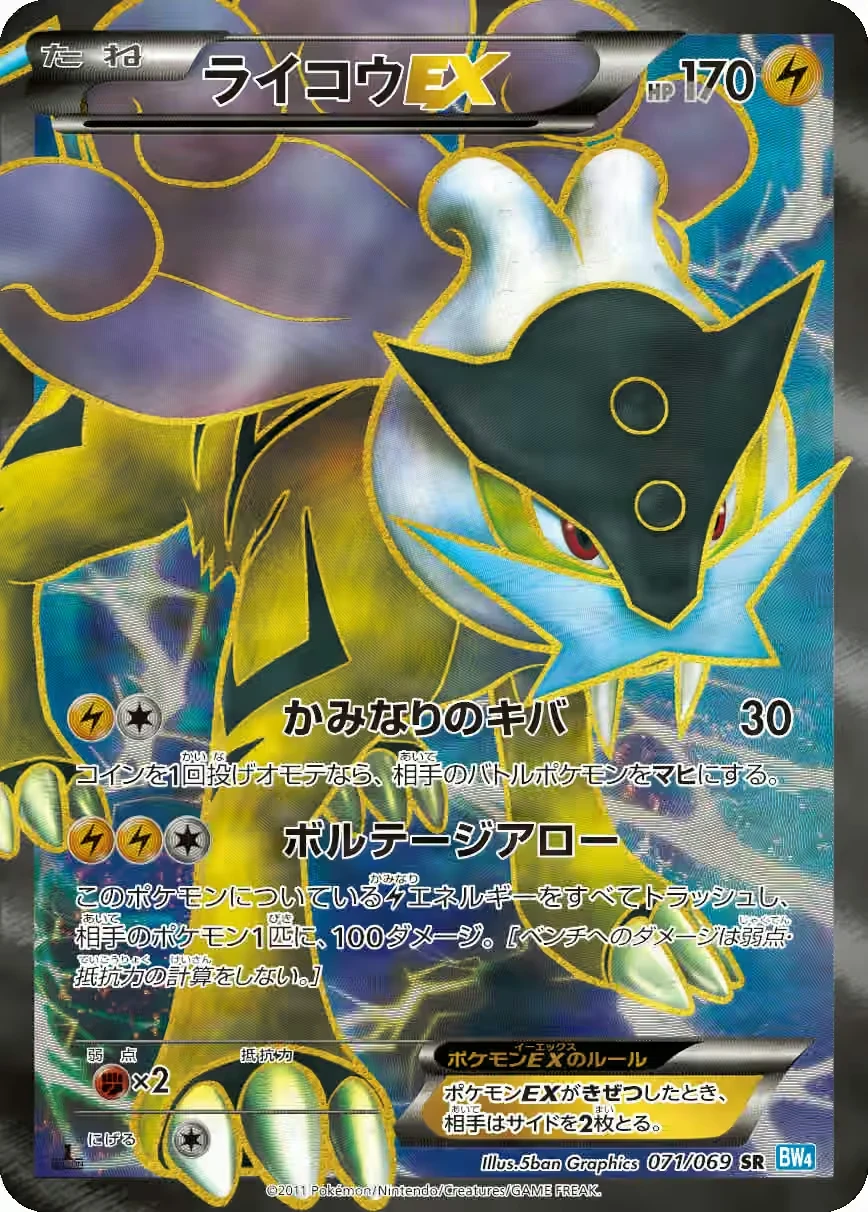 たね ライコウEX HP 170
かみなりのキバ 30
コインを1回投げオモテなら、相手のバトルポケモンをマヒにする。
ボルテージアロー
このポケモンについているエネルギーをすべてトラッシュし、
相手のポケモン1匹に、100ダメージ。[ベンチへのダメージは弱点・
抵抗力の計算をしない。]
弱点 抵抗力
×2
にげる
ポケモンEXのルール
ポケモンEXがきぜつしたとき、
相手はサイドを2枚とる。
Illus.5ban Graphics 071/069 SR BW4
©2011 Pokémon/Nintendo/Creatures/GAME FREAK.